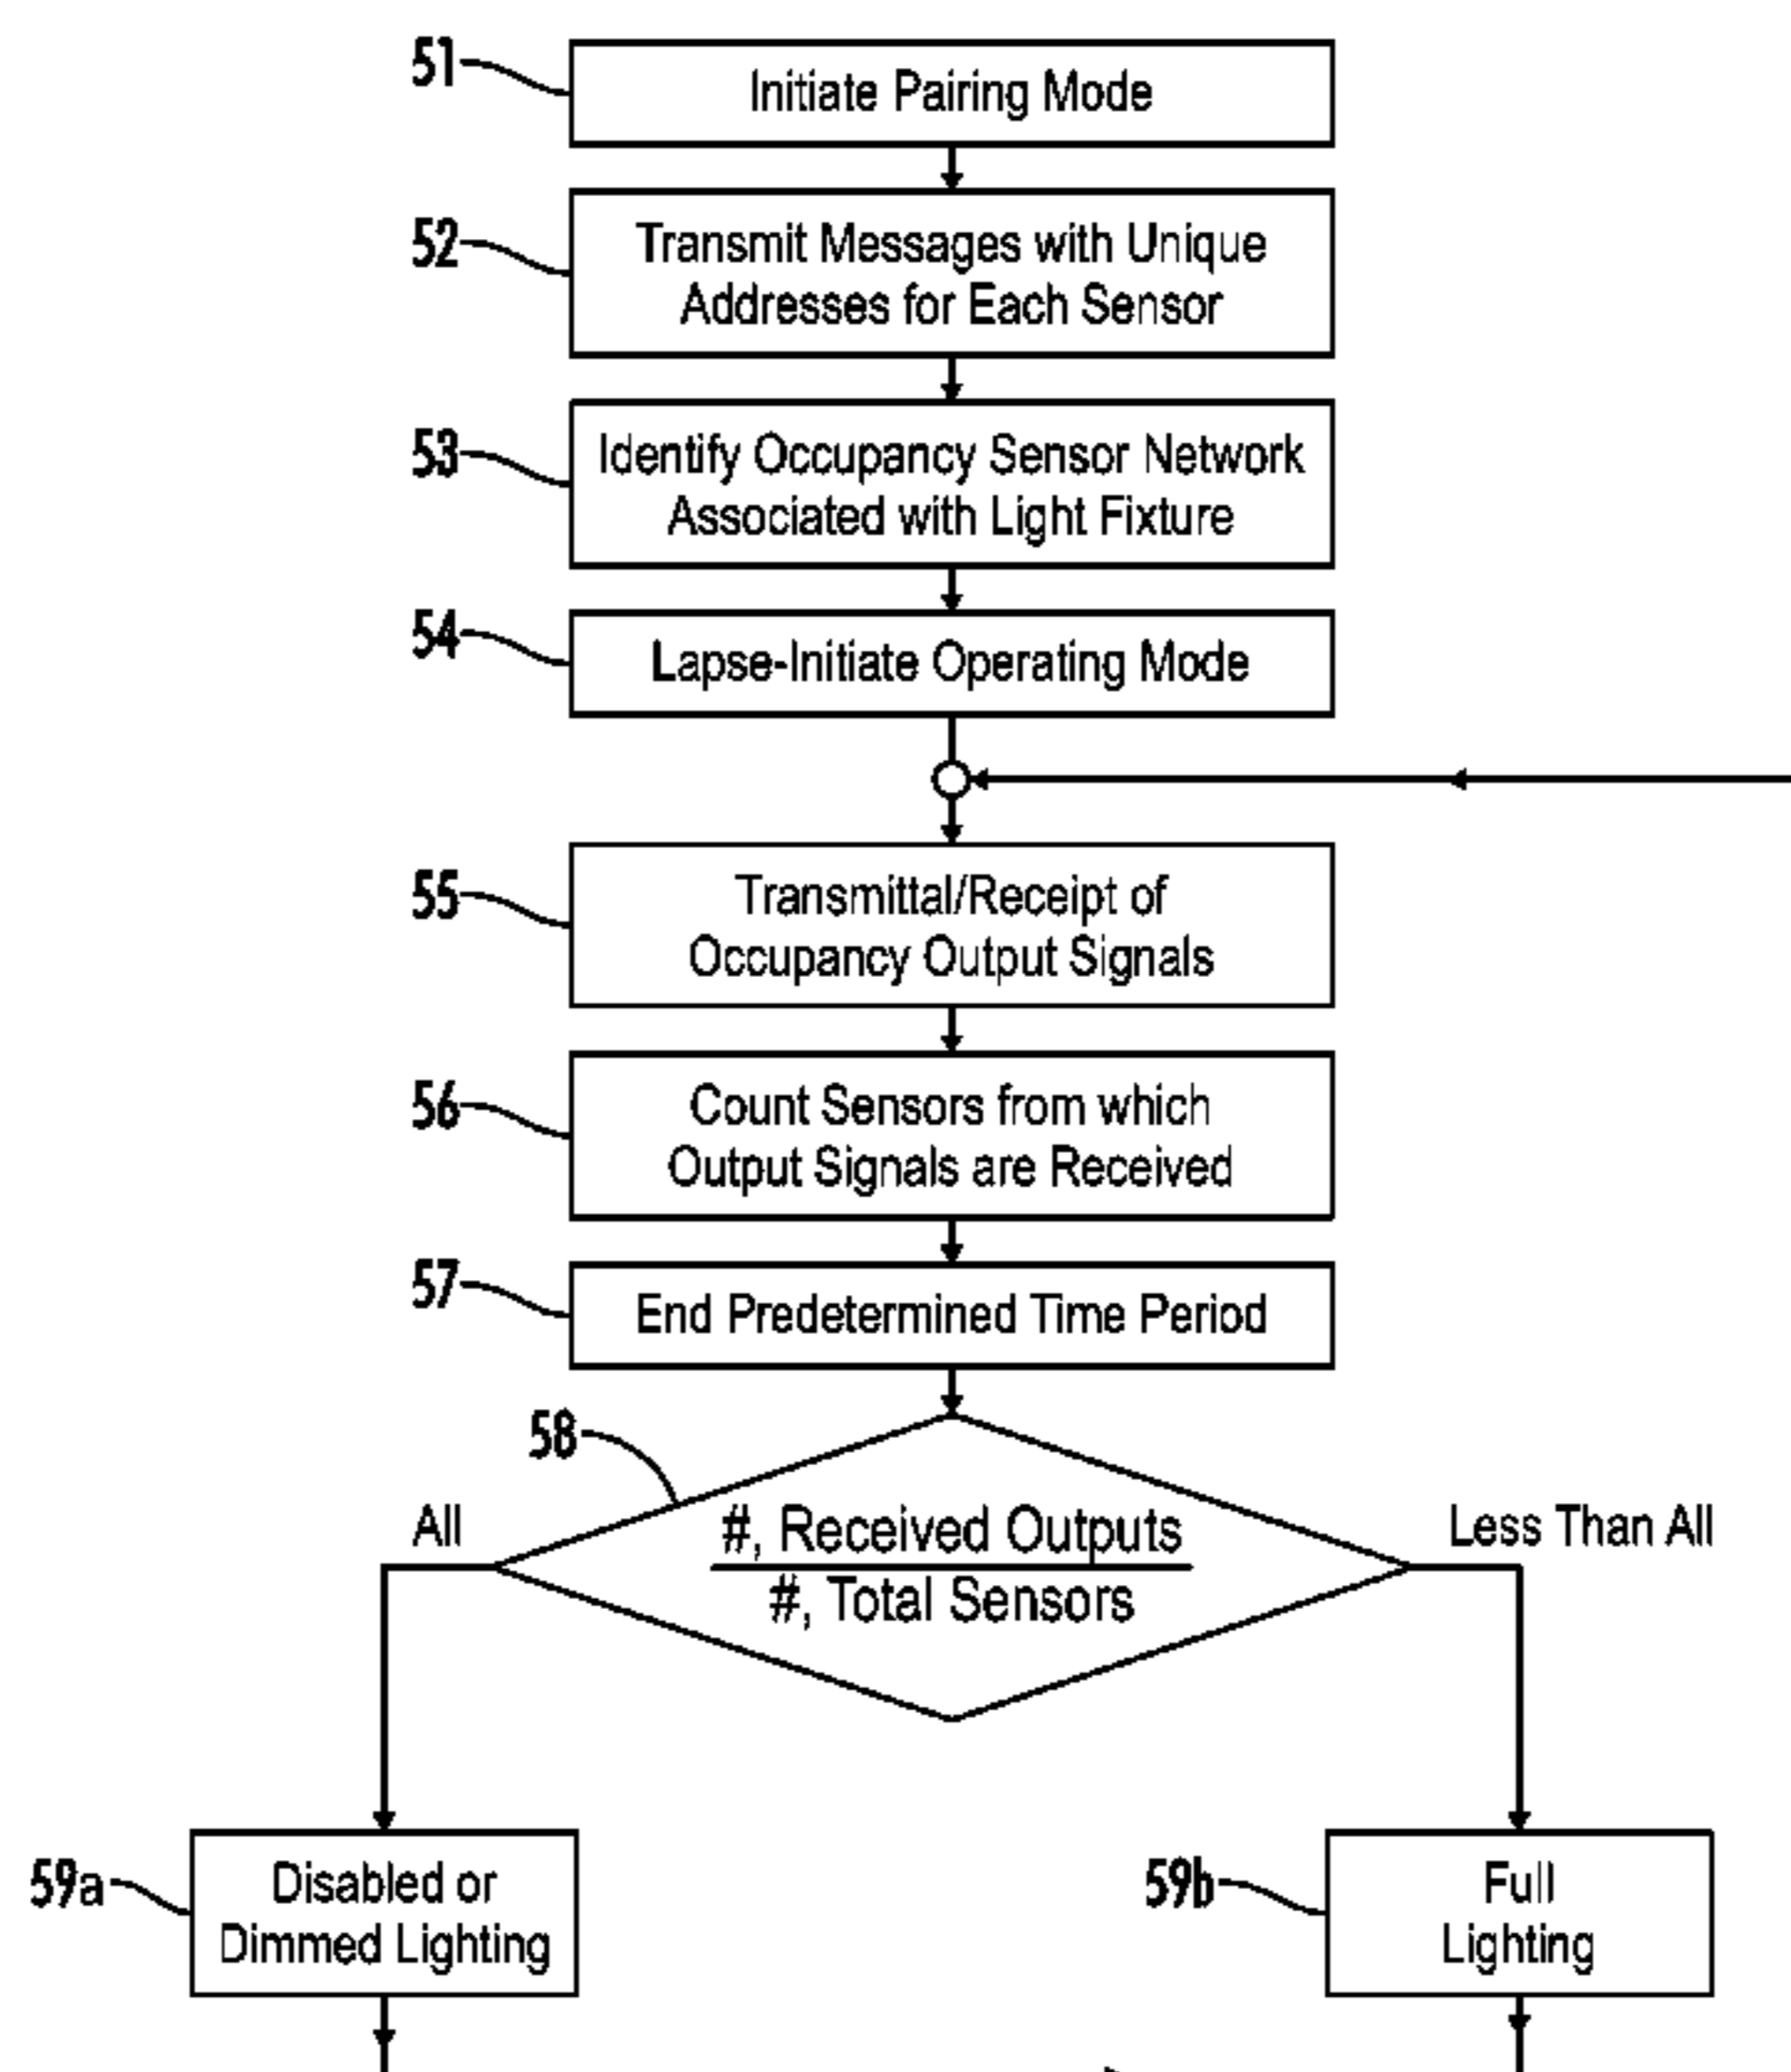 51
Initiate Pairing Mode
52
Transmit Messages with Unique
Addresses for Each Sensor
53
Identify Occupancy Sensor Network
Associated with Light Fixture
54
Lapse-Initiate Operating Mode
55
Transmittal/Receipt of
Occupancy Output Signals
56
Count Sensors from which
Output Signals are Received
57
End Predetermined Time Period
58
All
#, Received Outputs
#, Total Sensors
Less Than All
59a
Disabled or
Dimmed Lighting
59b
Full
Lighting